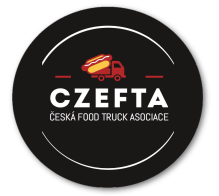 CZEFTA
ČESKÁ FOOD TRUCK ASOCIACE